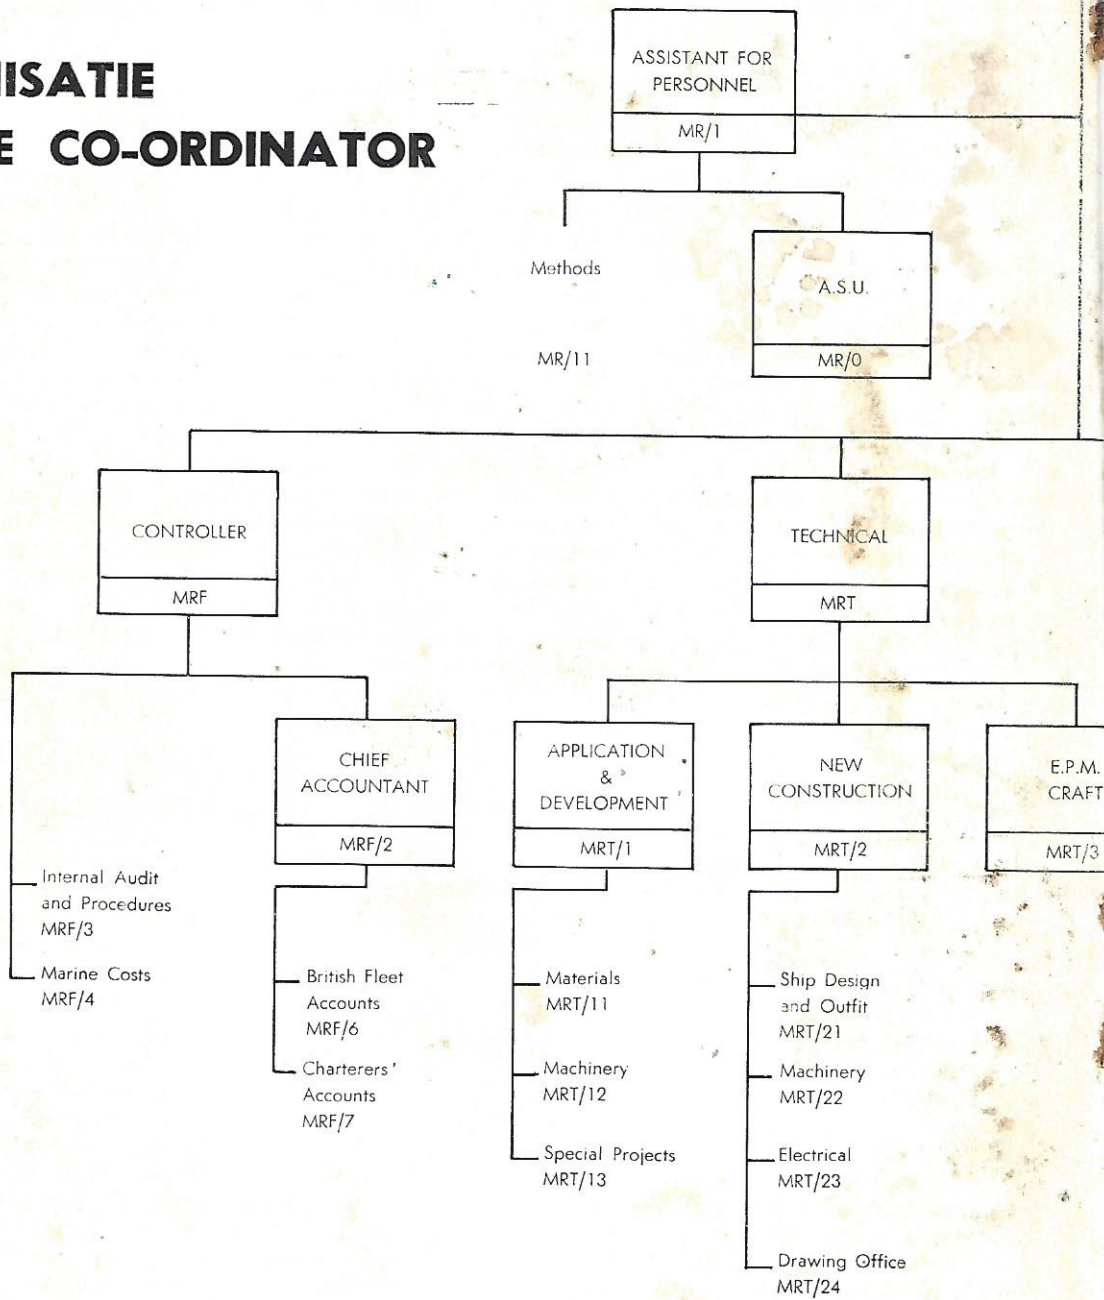 ISATIE
E CO-ORDINATOR
ASSISTANT FOR
PERSONNEL
MR/1
Methods
MR/11
A.S.U.
MR/0
CONTROLLER
MRF
TECHNICAL
MRT
Internal Audit
and Procedures
MRF/3
Marine Costs
MRF/4
CHIEF
ACCOUNTANT
MRF/2
British Fleet
Accounts
MRF/6
Charterers'
Accounts
MRF/7
APPLICATION
&
DEVELOPMENT
MRT/1
Materials
MRT/11
Machinery
MRT/12
Special Projects
MRT/13
NEW
CONSTRUCTION
MRT/2
Ship Design
and Outfit
MRT/21
Machinery
MRT/22
Electrical
MRT/23
Drawing Office
MRT/24
E.P.M.
CRAFT
MRT/3